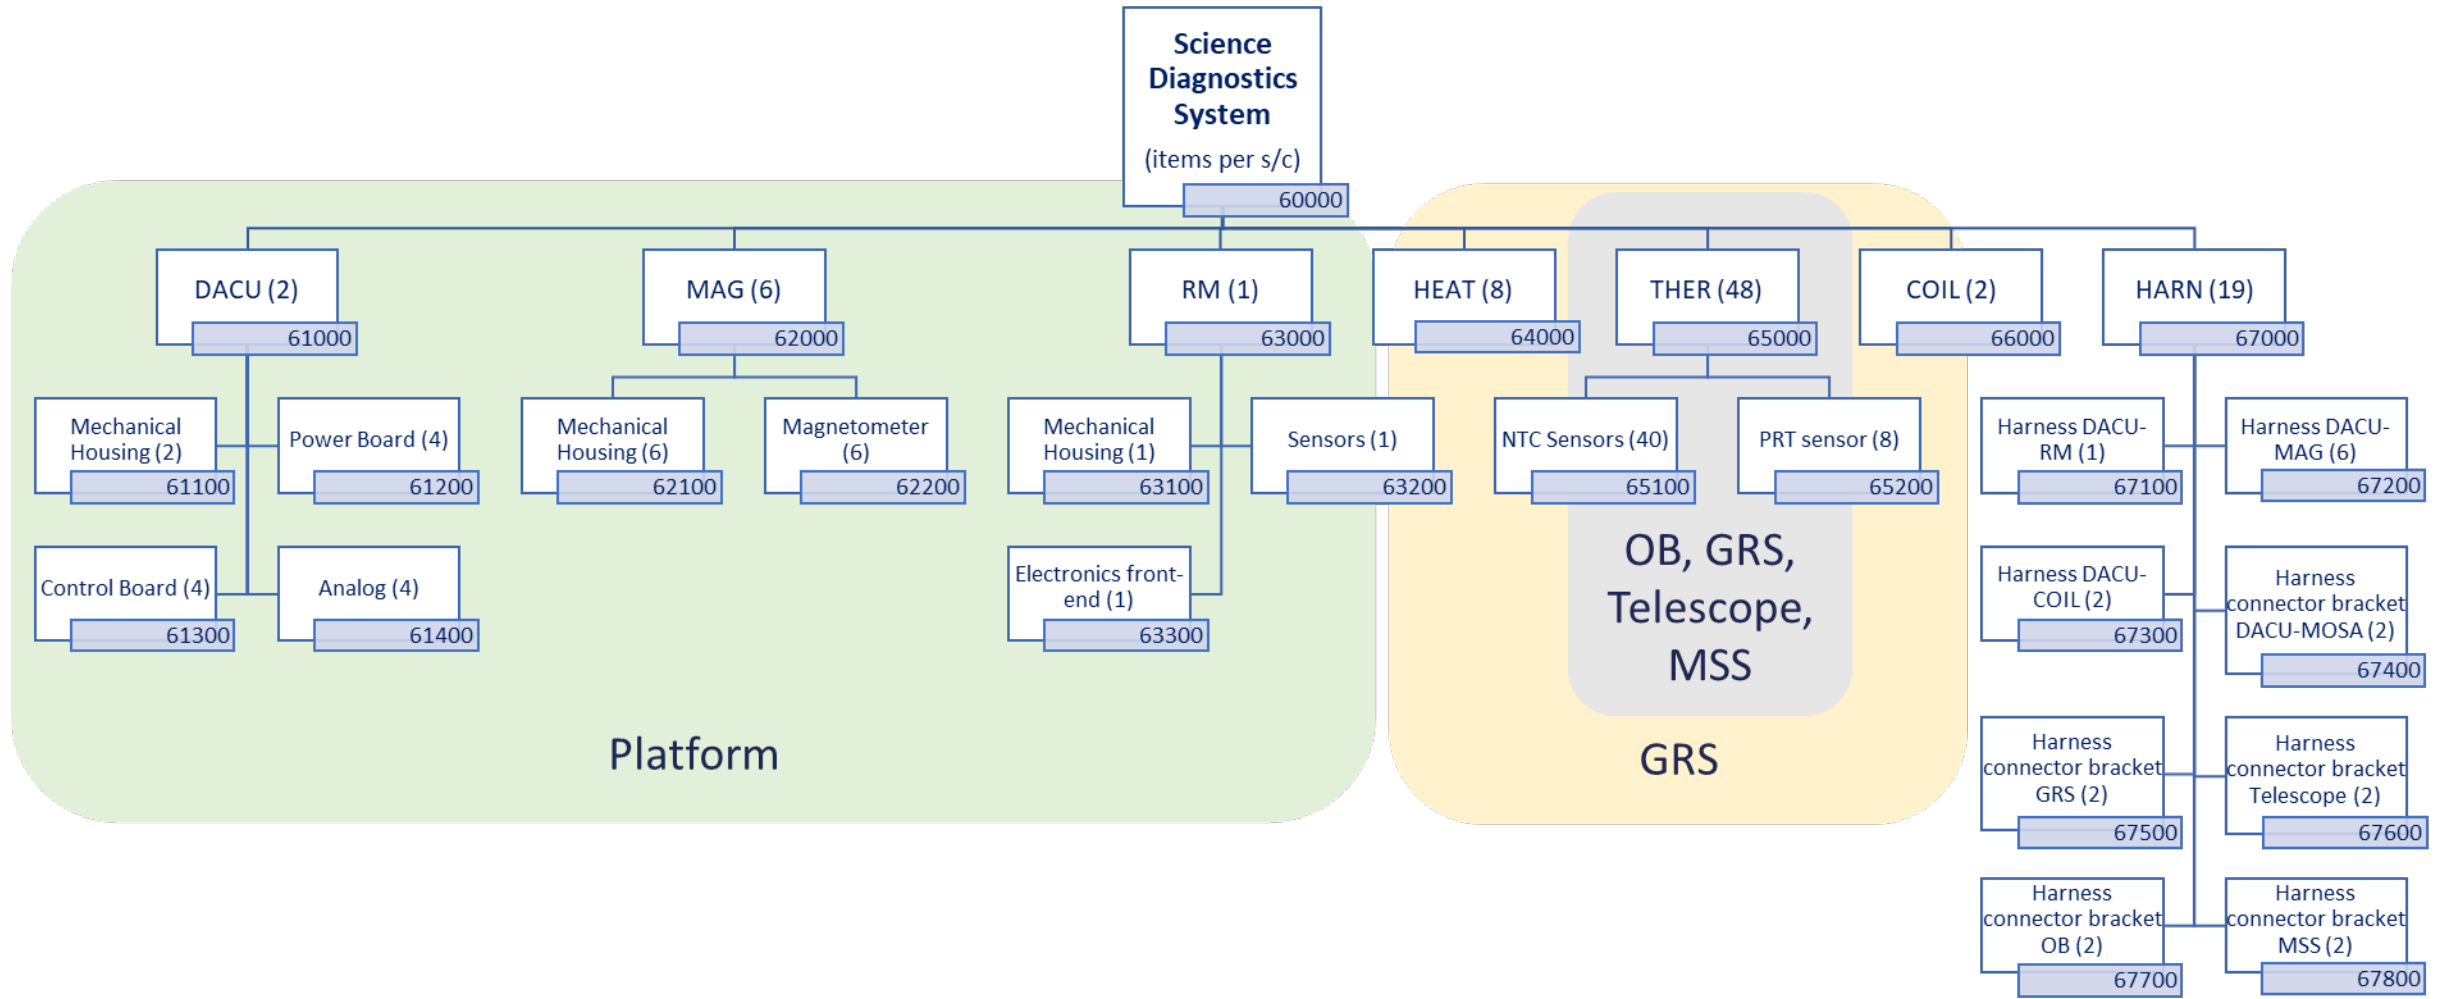 Science
Diagnostics
System
(items per s/c)
60000
DACU (2)
61000
MAG (6)
62000
RM (1)
63000
HEAT (8)
64000
THER (48)
65000
COIL (2)
66000
HARN (19)
67000
Mechanical
Housing (2)
61100
Power Board (4)
61200
Control Board (4)
61300
Analog (4)
61400
Mechanical
Housing (6)
62100
Magnetometer
(6)
62200
Mechanical
Housing (1)
63100
Sensors (1)
63200
Electronics front-
end (1)
63300
NTC Sensors (40)
65100
PRT sensor (8)
65200
Harness DACU-
RM (1)
67100
Harness DACU-
MAG (6)
67200
Harness DACU-
COIL (2)
67300
Harness
connector bracket
DACU-MOSA (2)
67400
Harness
connector bracket
GRS (2)
67500
Harness
connector bracket
Telescope (2)
67600
Harness
connector bracket
OB (2)
67700
Harness
connector bracket
MSS (2)
67800
OB, GRS,
Telescope,
MSS
Platform
GRS